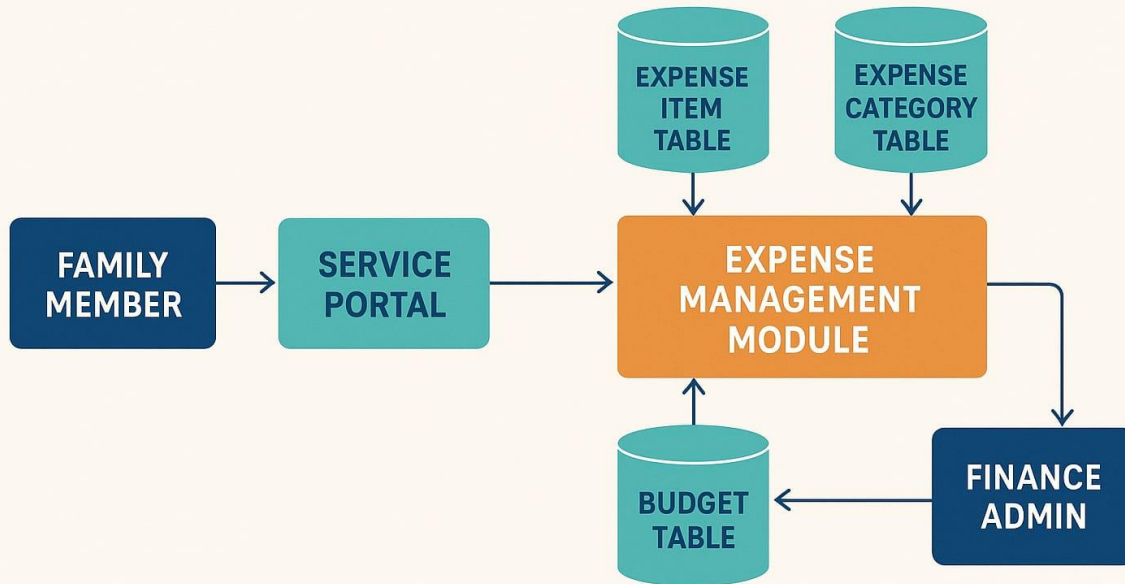 EXPENSE
ITEM
TABLE
EXPENSE
CATEGORY
TABLE
FAMILY
MEMBER
SERVICE
PORTAL
EXPENSE
MANAGEMENT
MODULE
BUDGET
TABLE
FINANCE
ADMIN